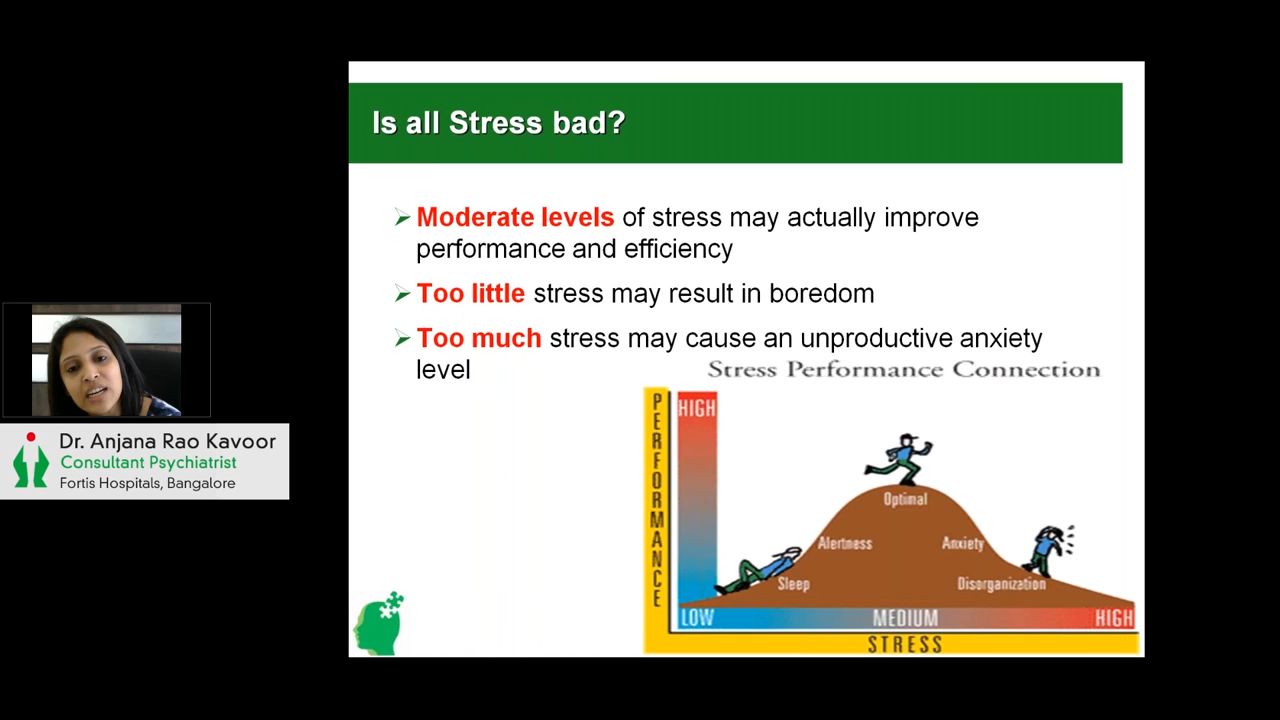 Is all Stress bad?
Moderate levels of stress may actually improve
performance and efficiency
Too little stress may result in boredom
Too much stress may cause an unproductive anxiety
level
Stress Performance Connection
PERFORMANCE
HIGH
Optimal
Alertness
Anxiety
Sleep
Disorganization
LOW
MEDIUM
HIGH
STRESS
Dr. Anjana Rao Kavoor
Consultant Psychiatrist
Fortis Hospitals, Bangalore